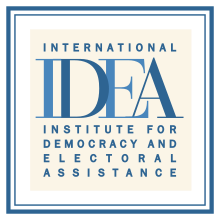 INTERNATIONAL
IDEA
INSTITUTE FOR
DEMOCRACY AND
ELECTORAL
ASSISTANCE